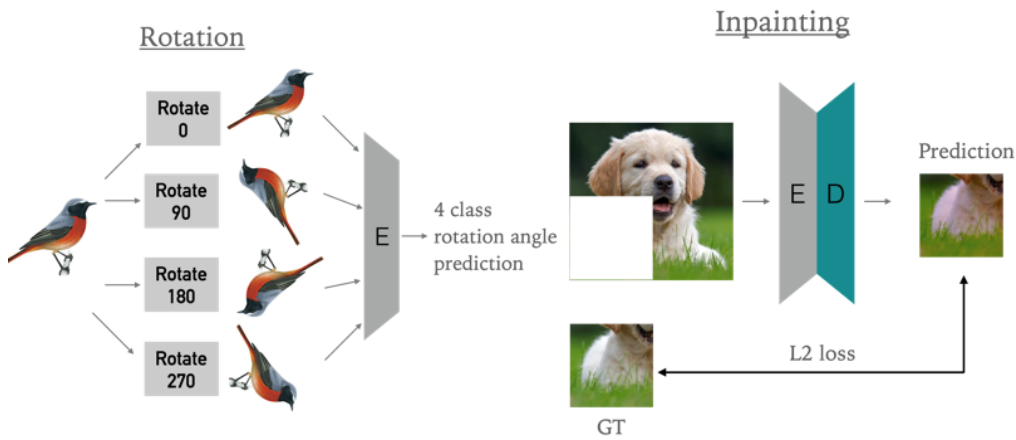 Rotation
Rotate
0
Rotate
90
Rotate
180
Rotate
270
E
4 class
rotation angle
prediction
Inpainting
E D
Prediction
L2 loss
GT